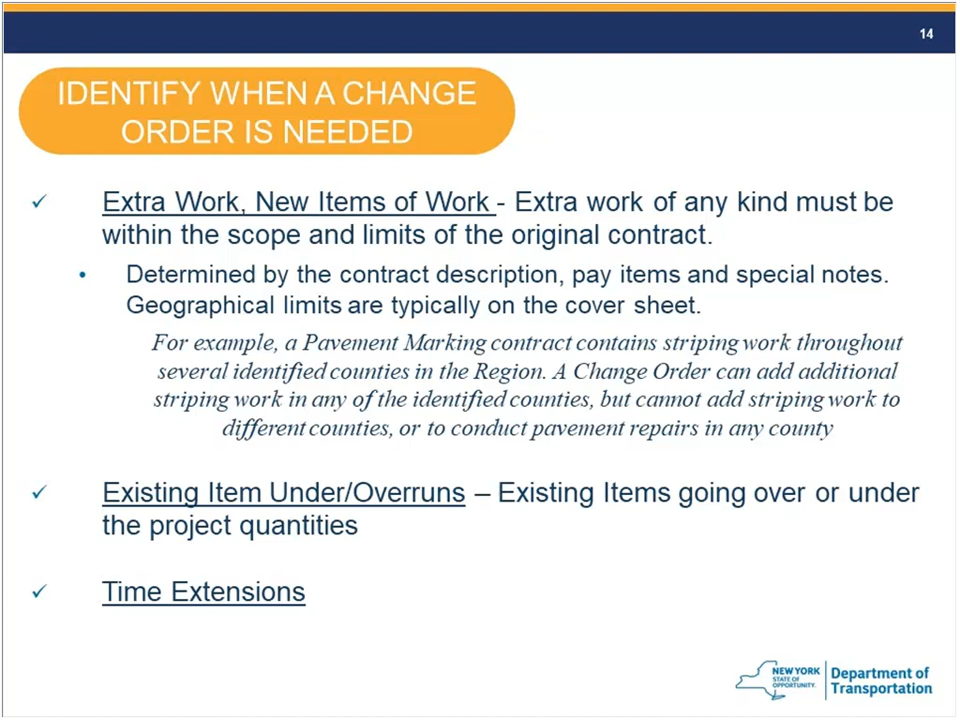 14
IDENTIFY WHEN A CHANGE
ORDER IS NEEDED
✓ Extra Work, New Items of Work - Extra work of any kind must be
within the scope and limits of the original contract.
• Determined by the contract description, pay items and special notes.
Geographical limits are typically on the cover sheet.
For example, a Pavement Marking contract contains striping work throughout
several identified counties in the Region. A Change Order can add additional
striping work in any of the identified counties, but cannot add striping work to
different counties, or to conduct pavement repairs in any county
✓ Existing Item Under/Overruns – Existing Items going over or under
the project quantities
✓ Time Extensions
NEW YORK
STATE OF
OPPORTUNITY.
Department of
Transportation